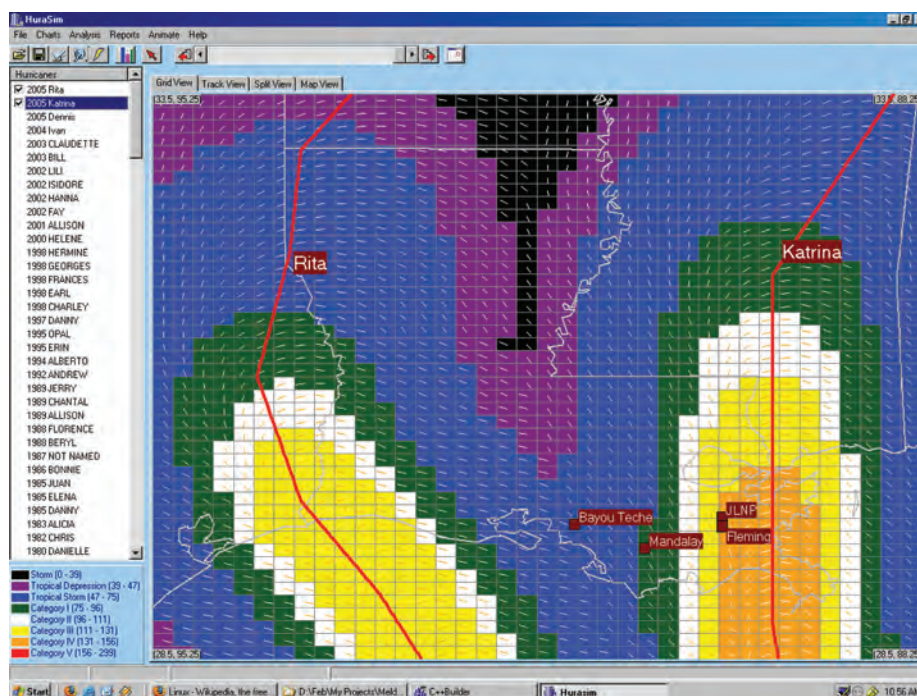 HuraSim
File Charts Analysis Reports Animate Help
Hurricanes
2005 Rita
2005 Katrina
2005 Dennis
2004 Ivan
2003 CLAUDETTE
2003 BILL
2002 LILI
2002 ISIDORE
2002 HANNA
2002 FAY
2001 ALLISON
2000 HELENE
1998 HERMINE
1998 GEORGES
1998 FRANCES
1998 EARL
1998 CHARLEY
1997 DANNY
1995 OPAL
1995 ERIN
1994 ALBERTO
1992 ANDREW
1989 JERRY
1989 CHANTAL
1989 ALLISON
1988 FLORENCE
1988 BERYL
1987 NOT NAMED
1986 BONNIE
1985 JUAN
1985 ELENA
1985 DANNY
1983 ALICIA
1982 CHRIS
1980 DANIELLE
Storm (0 - 39)
Tropical Depression (39 - 47)
Tropical Storm (47 - 75)
Category I (75 - 96)
Category II (96 - 111)
Category III (111 - 131)
Category IV (131 - 156)
Category V (156 - 299)
Grid View Track View Split View Map View
(33.5, 95.25)
(33.5, 88.25)
Rita
Katrina
Bayou Teche
Mandalay
JLNP
Fleming
(28.5, 95.25)
(28.5, 88.25)
Start
Linux - Wikipedia, the free
D:\Feb\My Projects\Meld...
C++Builder
Hurasim
10:56 AM